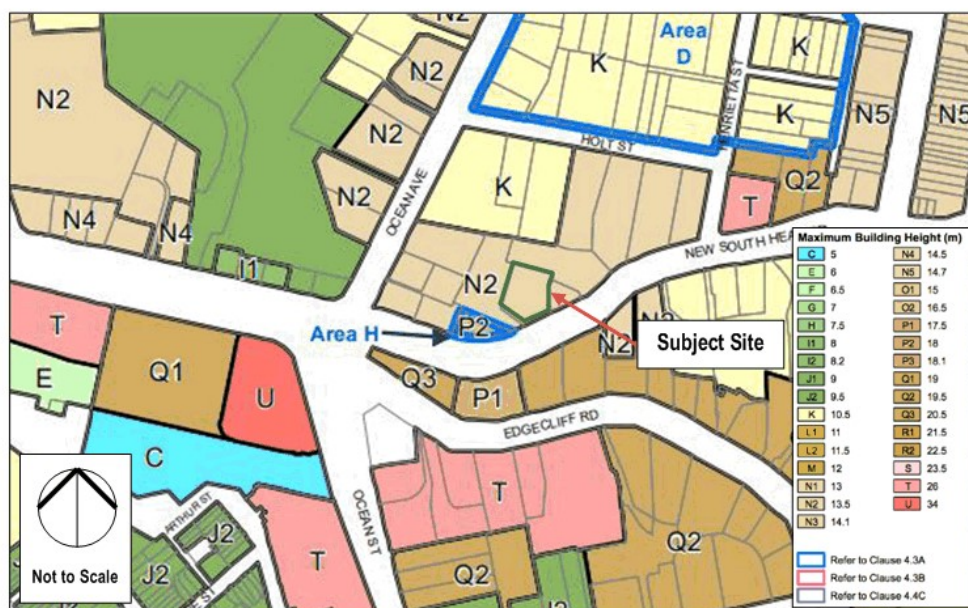 N2
Area
D
K
K
N2
K
N5
N2
N2
HENRIETTA ST
HOLT ST
OCEAN AVE
N2
K
Q2
T
N4
N4
I1
NEW SOUTH HEA
N2
P2
Area H
N2
Subject Site
T
Q1
U
E
Q3
P1
EDGECLIFF RD
C
T
OCEAN ST
ARTHUR ST
J2
T
Q2
Q2
J2
J2
Not to Scale
Maximum Building Height (m)
C 5
E 6
F 6.5
G 7
H 7.5
I1 8
I2 8.2
J1 9
J2 9.5
K 10.5
L1 11
L2 11.5
M 12
N1 13
N2 13.5
N3 14.1
N4 14.5
N5 14.7
O1 15
O2 16.5
P1 17.5
P2 18
P3 18.1
Q1 19
Q2 19.5
Q3 20.5
R1 21.5
R2 22.5
S 23.5
T 26
U 34
Refer to Clause 4.3A
Refer to Clause 4.3B
Refer to Clause 4.4C